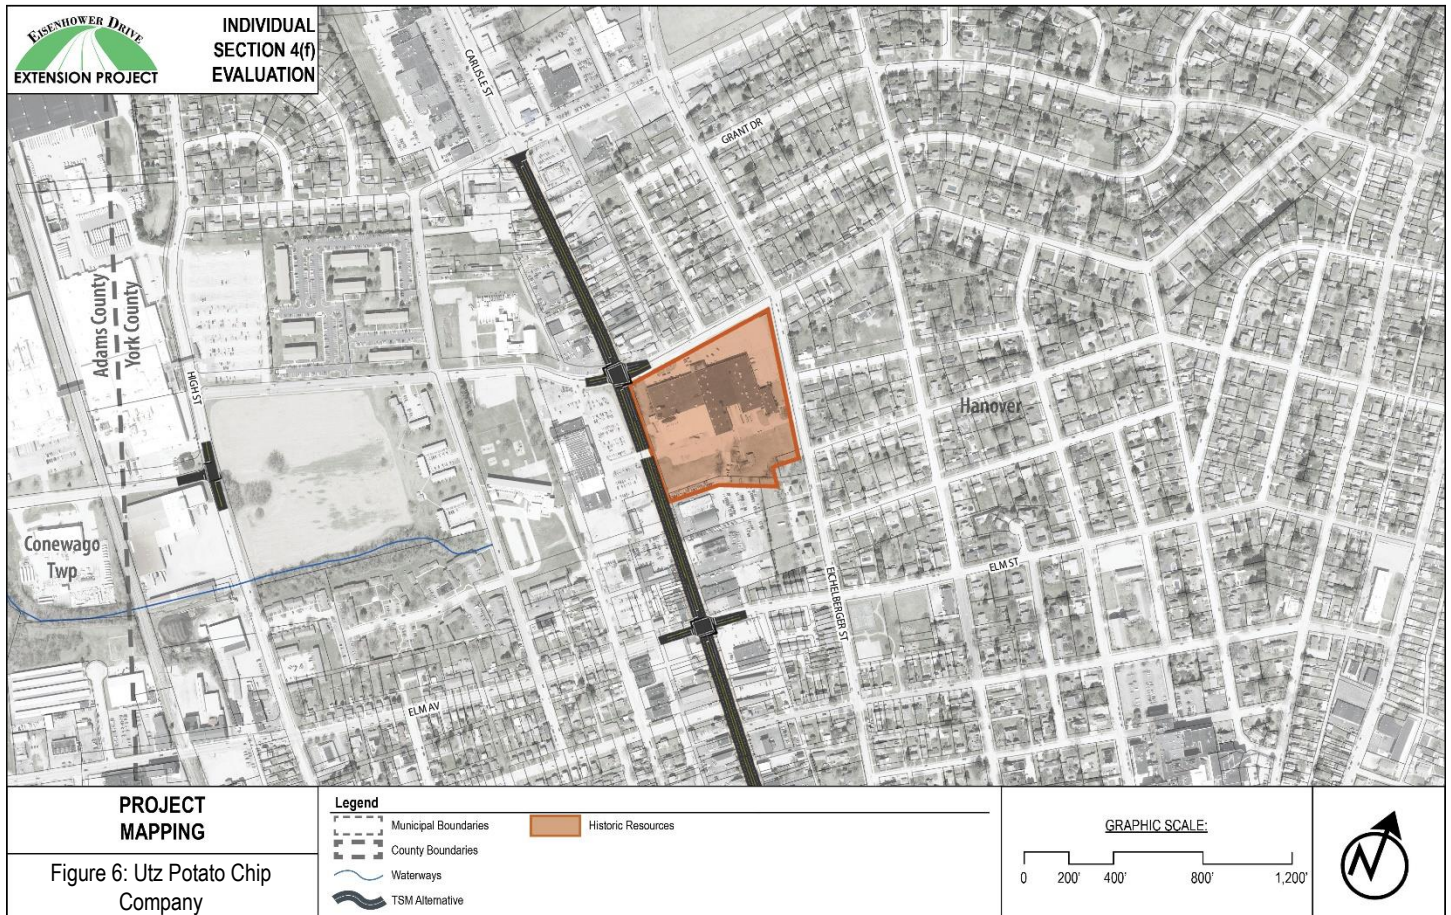 EISENHOWER DRIVE
EXTENSION PROJECT
INDIVIDUAL
SECTION 4(f)
EVALUATION
CARLISLE ST
GRANT DR
Adams County
York County
HIGH ST
Hanover
Conewago
Twp
ELM ST
EICHELBERGER ST
ELM AV
PROJECT
MAPPING
Figure 6: Utz Potato Chip
Company
Legend
Municipal Boundaries
County Boundaries
Waterways
TSM Alternative
Historic Resources
GRAPHIC SCALE:
0 200' 400' 800' 1,200'
N